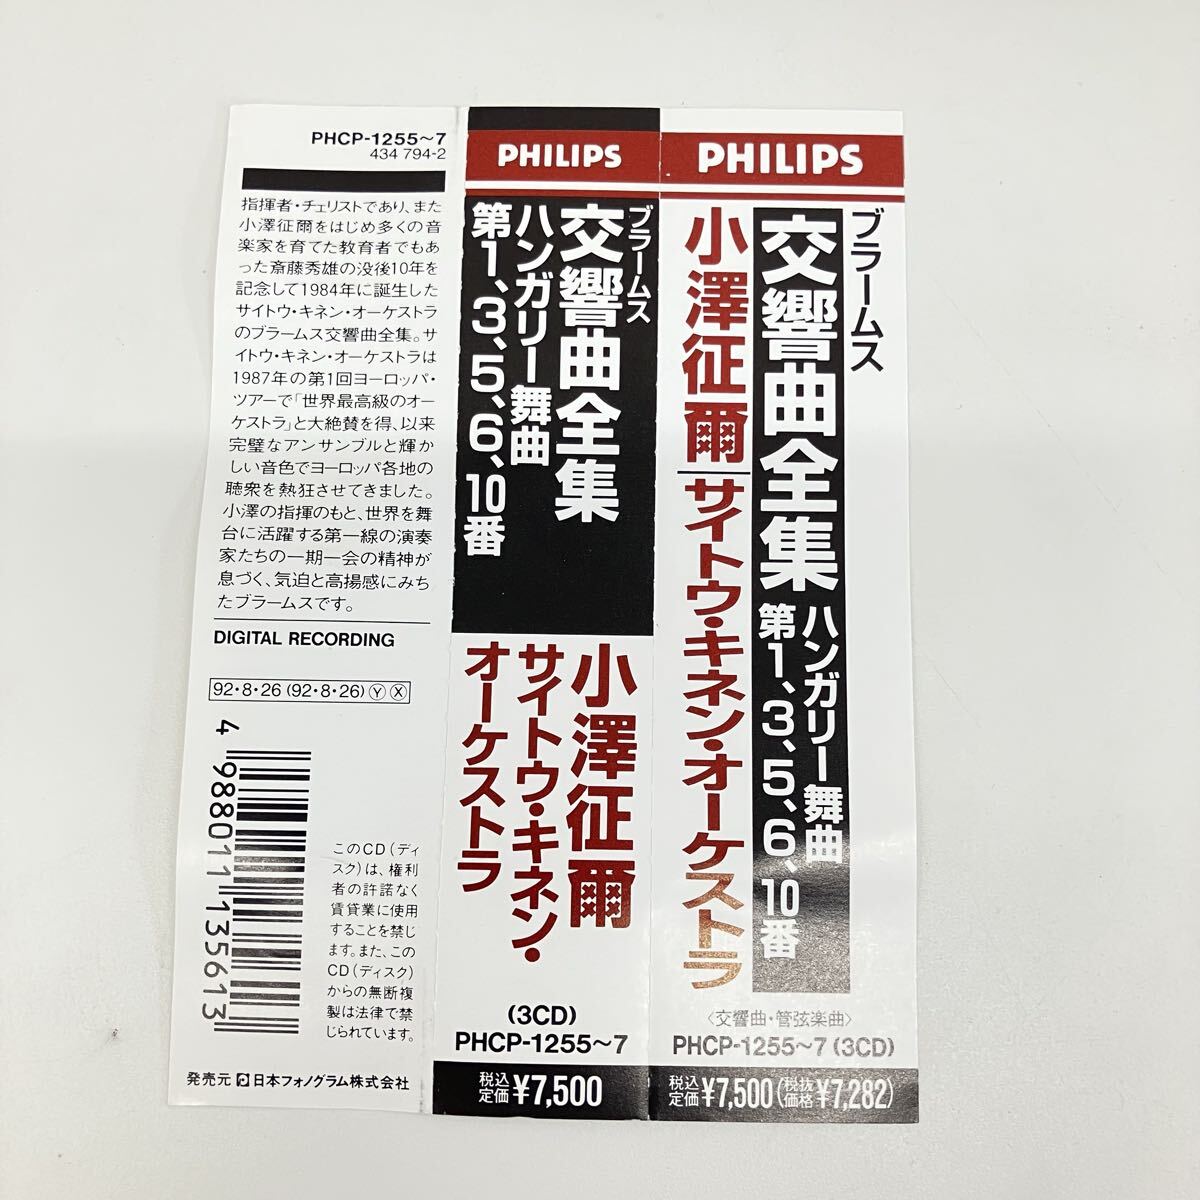 PHCP-1255～7
434 794-2
指揮者・チェリストであり、また
小澤征爾をはじめ多くの音
楽家を育てた教育者でもあ
った斎藤秀雄の没後10年を
記念して1984年に誕生した
サイトウ・キネン・オーケストラ
のブラームス交響曲全集。サ
イトウ・キネン・オーケストラは
1987年の第1回ヨーロッパ・
ツアーで「世界最高級のオー
ケストラ」と大絶賛を得、以来
完璧なアンサンブルと輝か
しい音色でヨーロッパ各地の
聴衆を熱狂させてきました。
小澤の指揮のもと、世界を舞
台に活躍する第一線の演奏
家たちの一期一会の精神が
息づく、気迫と高揚感にみち
たブラームスです。
DIGITAL RECORDING
92・8・26 (92・8・26) Ⓨ Ⓧ
4 988011 135613
このCD（ディ
スク）は、権利
者の許諾なく
賃貸業に使用
することを禁じ
ます。また、この
CD（ディスク）
からの無断複
製は法律で禁
じられています。
発売元 日本フォノグラム株式会社
PHILIPS
ブラームス
交響曲全集
ハンガリー舞曲
第1、3、5、6、10番
小澤征爾
サイトウ・キネン・
オーケストラ
(3CD)
PHCP-1255～7
税込
定価 ¥7,500
PHILIPS
ブラームス
交響曲全集
ハンガリー舞曲
第1、3、5、6、10番
小澤征爾
サイトウ・キネン・オーケストラ
〈交響曲・管弦楽曲〉
PHCP-1255～7 (3CD)
税込
定価 ¥7,500 (税抜
価格 ¥7,282)